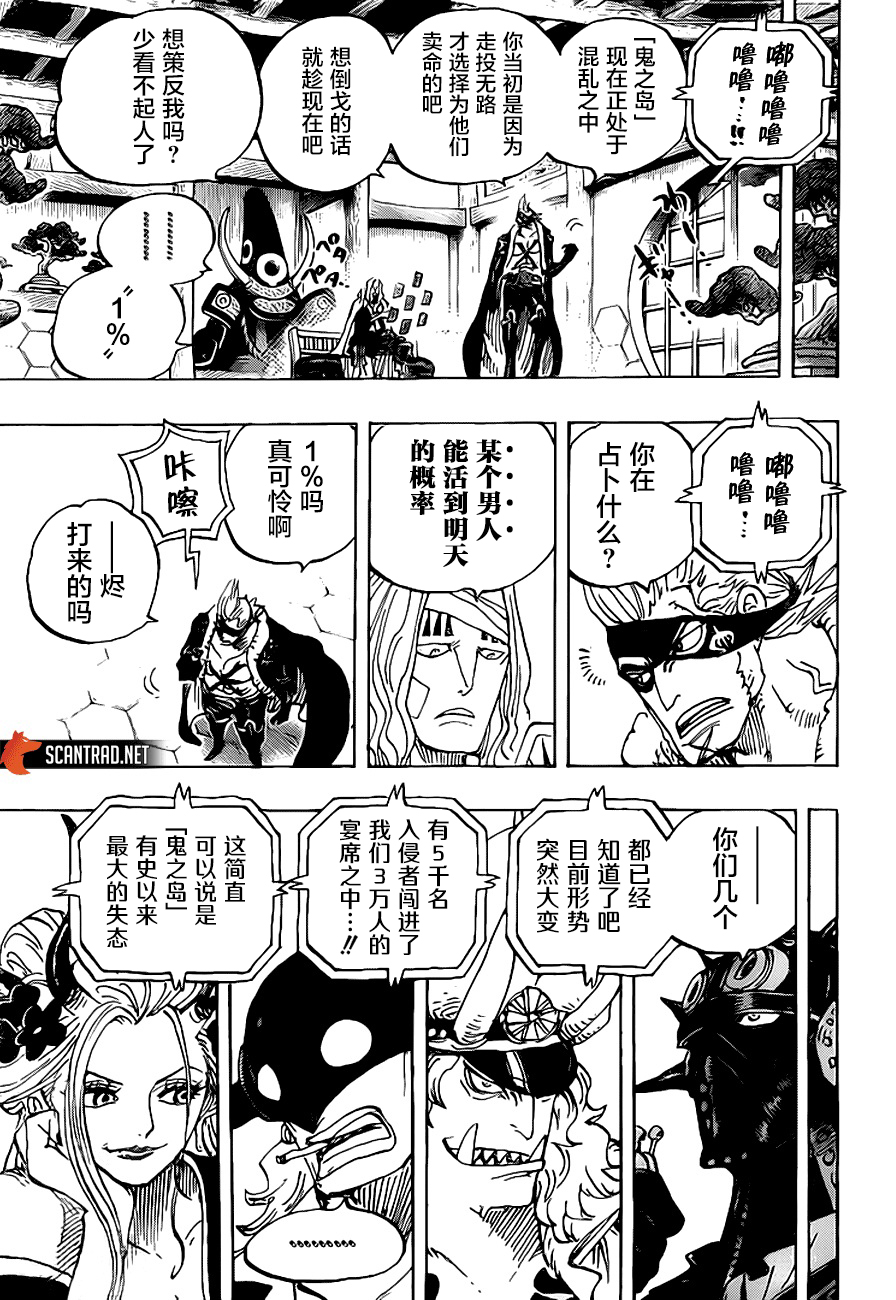 嘟噜噜噜
噜噜…!!
「鬼之岛」
现在正处于
混乱之中
你当初是因为
走投无路
才选择为他们
卖命的吧
想倒戈的话
就趁现在吧
想策反我吗？
少看不起人了
………
“1%”
ペラ
ペラ…
嘟噜噜
噜噜…
你在
占卜什么？
某个男人
能活到明天
的概率
1%吗
真可怜啊
咔嚓
——烬
打来的吗
SCANTRAD.NET
——
你们几个
都已经
知道了吧
目前形势
突然大变
有5千名
入侵者闯进了
我们3万人的
宴席之中…!!
这简直
可以说是
「鬼之岛」
有史以来
最大的失态
…………